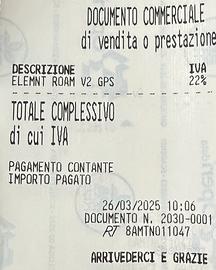 DOCUMENTO COMMERCIALE
di vendita o prestazione
DESCRIZIONE IVA
ELEMNT ROAM V2 GPS 22%
TOTALE COMPLESSIVO
di cui IVA
PAGAMENTO CONTANTE
IMPORTO PAGATO
26/03/2025 10:06
DOCUMENTO N. 2030-0001
RT 8AMTN011047
ARRIVEDERCI E GRAZIE